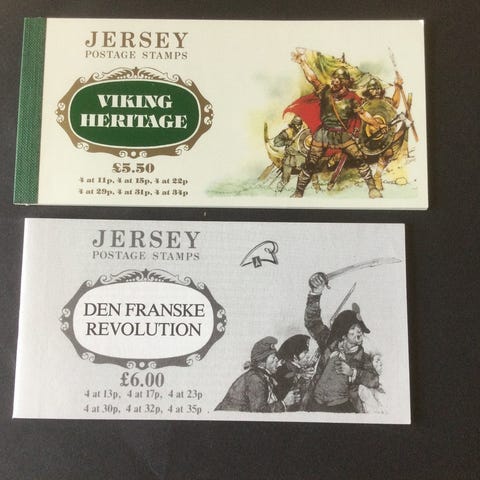 JERSEY
POSTAGE STAMPS
VIKING
HERITAGE
£5.50
4 at 11p, 4 at 15p, 4 at 22p
4 at 29p, 4 at 31p, 4 at 34p
JERSEY
POSTAGE STAMPS
DEN FRANSKE
REVOLUTION
£6.00
4 at 13p, 4 at 17p, 4 at 23p
4 at 30p, 4 at 32p, 4 at 35p